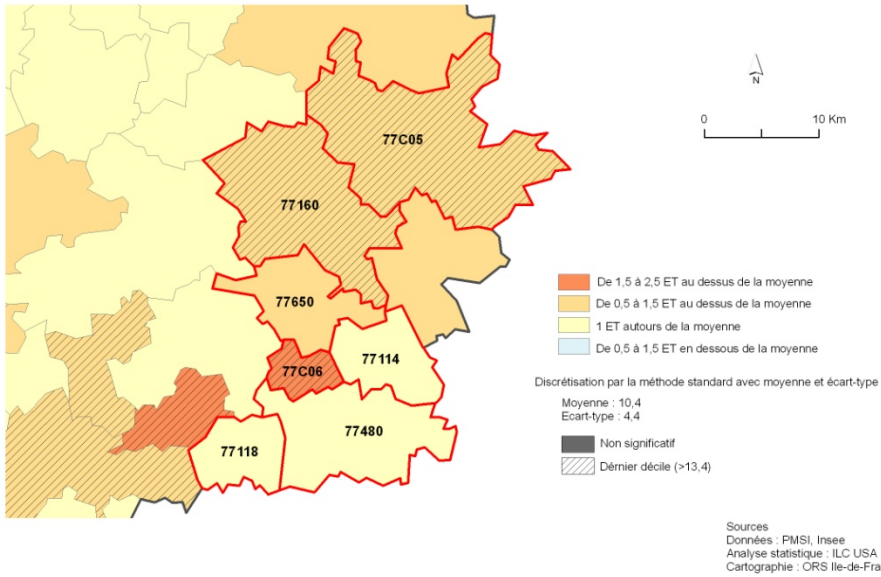 77C05
77160
77650
77C06
77114
77118
77480
N
0 10 Km
De 1,5 à 2,5 ET au dessus de la moyenne
De 0,5 à 1,5 ET au dessus de la moyenne
1 ET autours de la moyenne
De 0,5 à 1,5 ET en dessous de la moyenne
Discrétisation par la méthode standard avec moyenne et écart-type
Moyenne : 10,4
Ecart-type : 4,4
Non significatif
Dérnier décile (>13,4)
Sources
Données : PMSI, Insee
Analyse statistique : ILC USA
Cartographie : ORS Ile-de-Fra